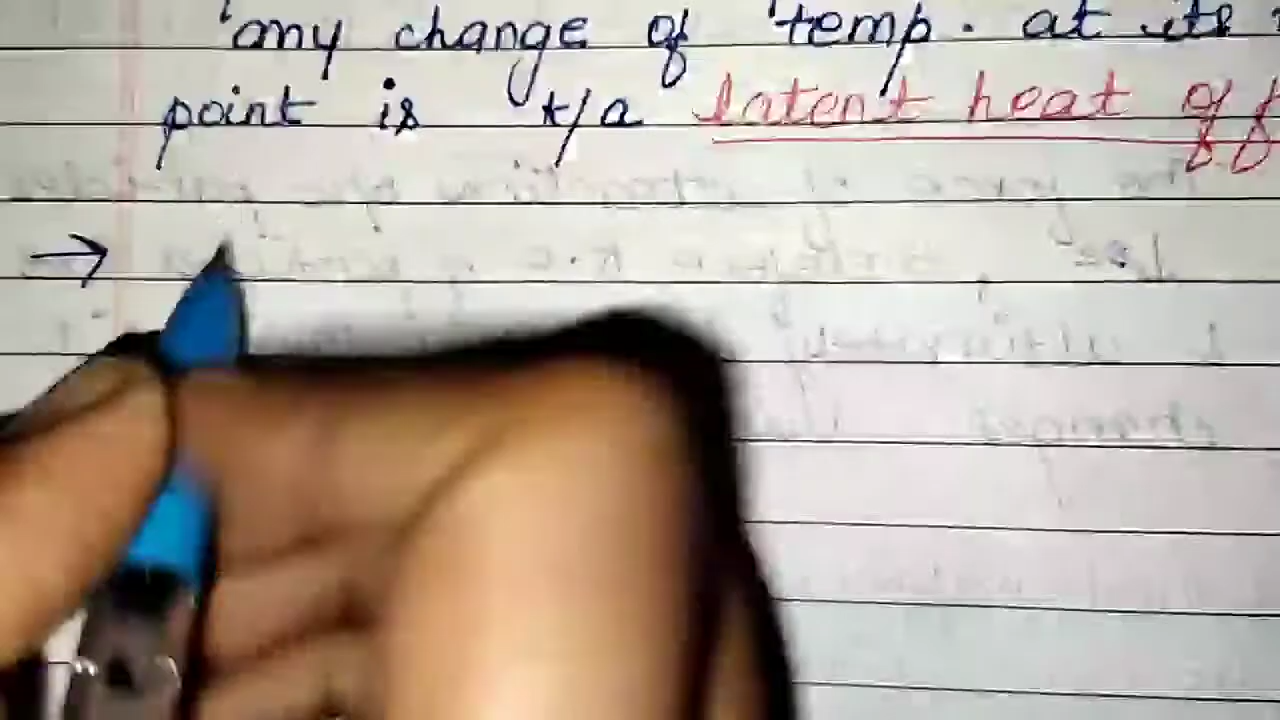 any change of temp. at its
point is k/a latent heat of
→